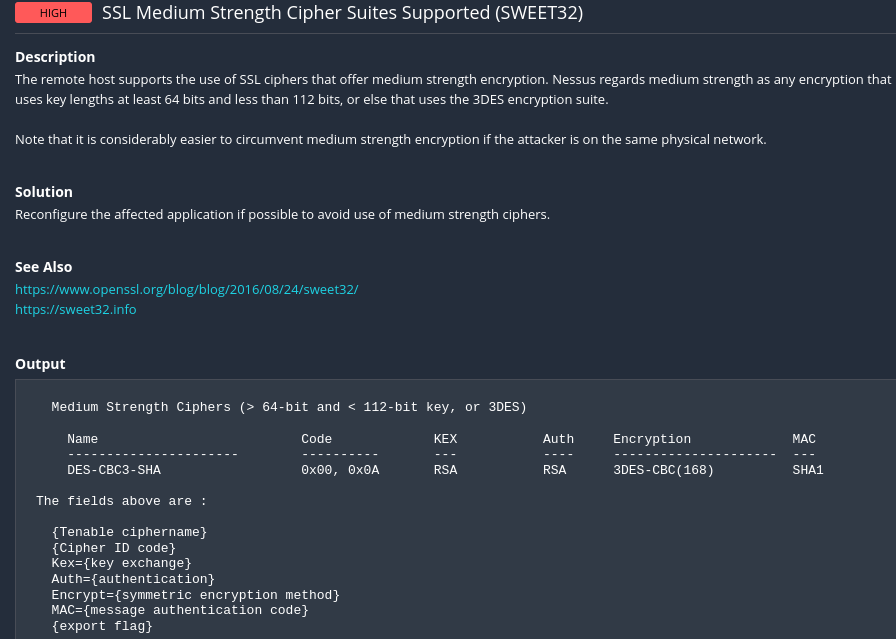 HIGH SSL Medium Strength Cipher Suites Supported (SWEET32)
Description
The remote host supports the use of SSL ciphers that offer medium strength encryption. Nessus regards medium strength as any encryption that
uses key lengths at least 64 bits and less than 112 bits, or else that uses the 3DES encryption suite.
Note that it is considerably easier to circumvent medium strength encryption if the attacker is on the same physical network.
Solution
Reconfigure the affected application if possible to avoid use of medium strength ciphers.
See Also
https://www.openssl.org/blog/blog/2016/08/24/sweet32/
https://sweet32.info
Output
Medium Strength Ciphers (> 64-bit and < 112-bit key, or 3DES)
Name Code KEX Auth Encryption MAC
---------------------- ---------- --- ---- --------------------- ---
DES-CBC3-SHA 0x00, 0x0A RSA RSA 3DES-CBC(168) SHA1
The fields above are :
{Tenable ciphername}
{Cipher ID code}
Kex={key exchange}
Auth={authentication}
Encrypt={symmetric encryption method}
MAC={message authentication code}
{export flag}